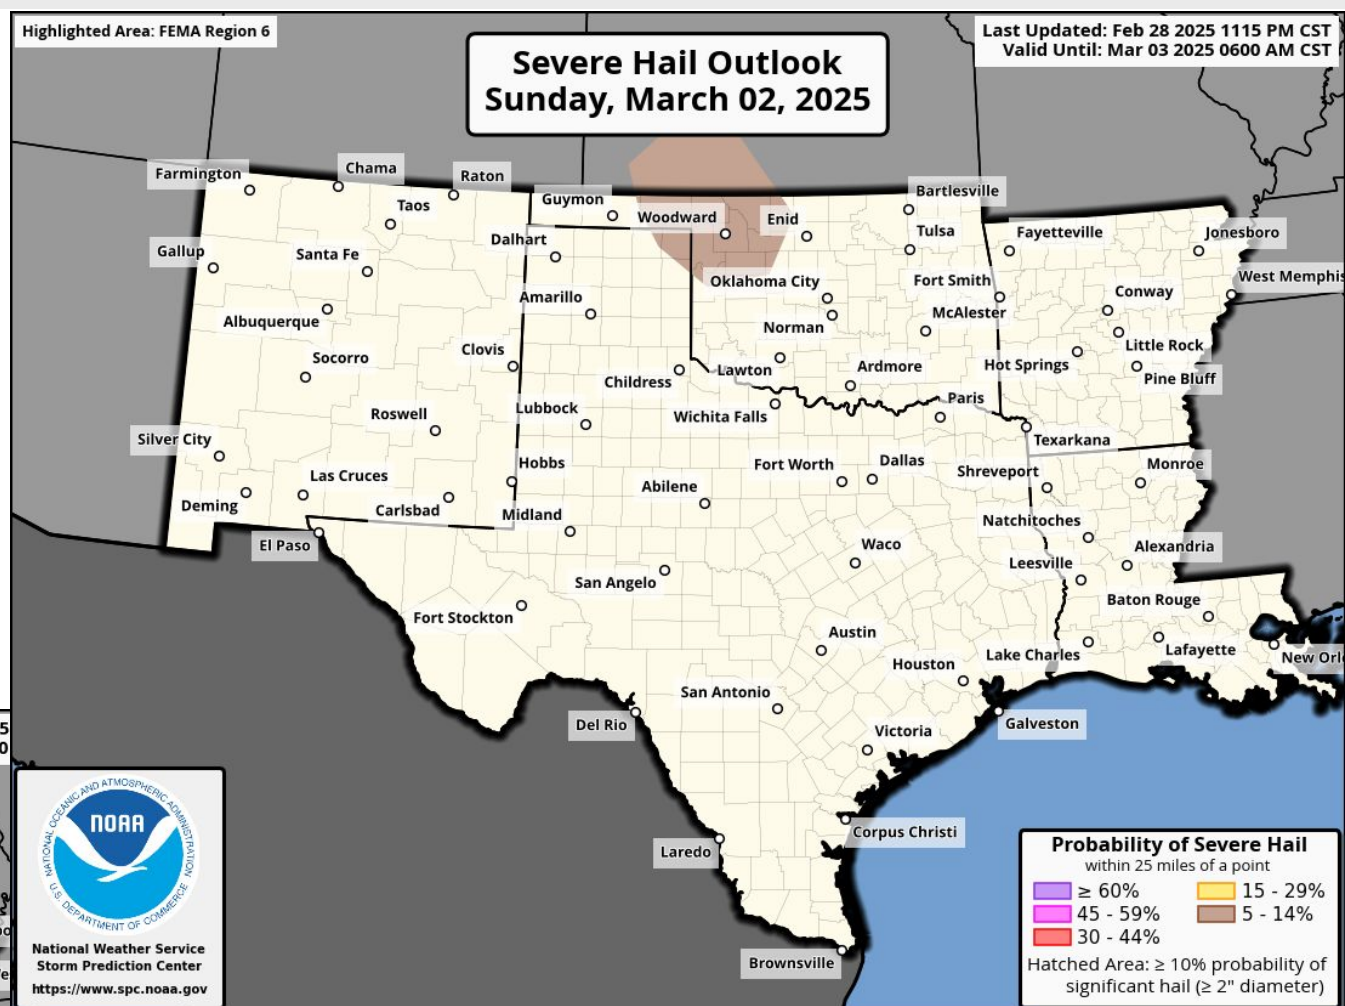 Highlighted Area: FEMA Region 6
Last Updated: Feb 28 2025 1115 PM CST
Valid Until: Mar 03 2025 0600 AM CST
Severe Hail Outlook
Sunday, March 02, 2025
Farmington
Chama
Raton
Taos
Guymon
Woodward
Enid
Bartlesville
Tulsa
Fayetteville
Jonesboro
Gallup
Santa Fe
Dalhart
Oklahoma City
Fort Smith
West Memphis
Albuquerque
Amarillo
Norman
McAlester
Conway
Little Rock
Socorro
Clovis
Childress
Lawton
Ardmore
Hot Springs
Pine Bluff
Roswell
Lubbock
Wichita Falls
Paris
Silver City
Texarkana
Las Cruces
Hobbs
Abilene
Fort Worth
Dallas
Shreveport
Monroe
Deming
Carlsbad
Midland
Natchitoches
El Paso
San Angelo
Waco
Leesville
Alexandria
Fort Stockton
Baton Rouge
Austin
Houston
Lake Charles
Lafayette
New Orl
San Antonio
Del Rio
Victoria
Galveston
Corpus Christi
Laredo
Brownsville
5
0
NATIONAL OCEANIC AND ATMOSPHERIC ADMINISTRATION
NOAA
U.S. DEPARTMENT OF COMMERCE
National Weather Service
Storm Prediction Center
https://www.spc.noaa.gov
Probability of Severe Hail
within 25 miles of a point
≥ 60%
15 - 29%
45 - 59%
5 - 14%
30 - 44%
Hatched Area: ≥ 10% probability of
significant hail (≥ 2" diameter)